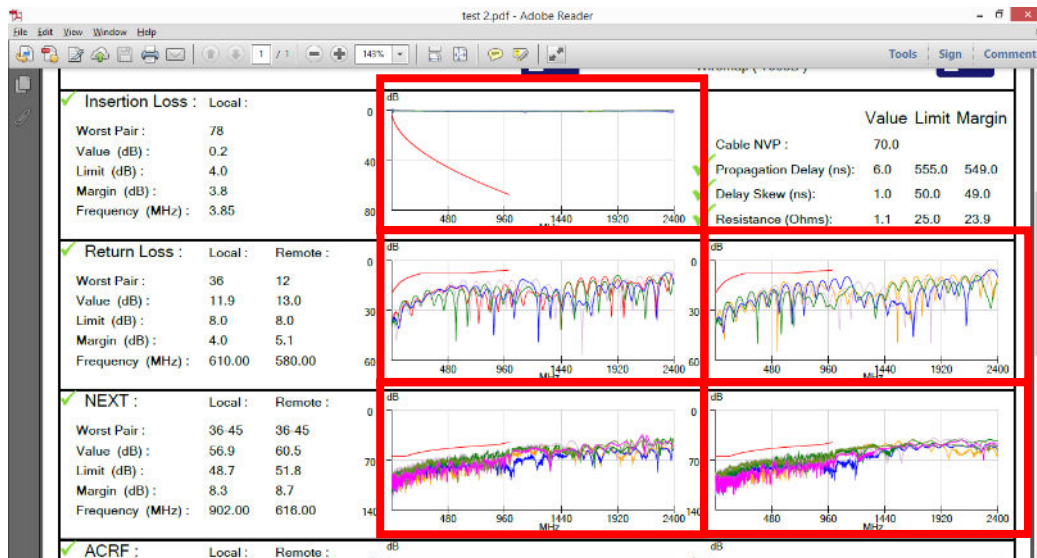 test 2.pdf - Adobe Reader
File Edit View Window Help
1 / 1 143% Tools Sign Comment
Insertion Loss : Local :
Worst Pair : 78
Value (dB) : 0.2
Limit (dB) : 4.0
Margin (dB) : 3.8
Frequency (MHz) : 3.85
dB
0
40
80
480 960 1440 1920 2400
MHz
Value Limit Margin
Cable NVP : 70.0
Propagation Delay (ns): 6.0 555.0 549.0
Delay Skew (ns): 1.0 50.0 49.0
Resistance (Ohms): 1.1 25.0 23.9
Return Loss : Local : Remote :
Worst Pair : 36 12
Value (dB) : 11.9 13.0
Limit (dB) : 8.0 8.0
Margin (dB) : 4.0 5.1
Frequency (MHz) : 610.00 580.00
dB
0
30
60
480 960 1440 1920 2400
MHz
dB
0
30
60
480 960 1440 1920 2400
MHz
NEXT : Local : Remote :
Worst Pair : 36-45 36-45
Value (dB) : 56.9 60.5
Limit (dB) : 48.7 51.8
Margin (dB) : 8.3 8.7
Frequency (MHz) : 902.00 616.00
dB
0
70
140
480 960 1440 1920 2400
MHz
dB
0
70
140
480 960 1440 1920 2400
MHz
ACRF : Local : Remote :
dB
dB